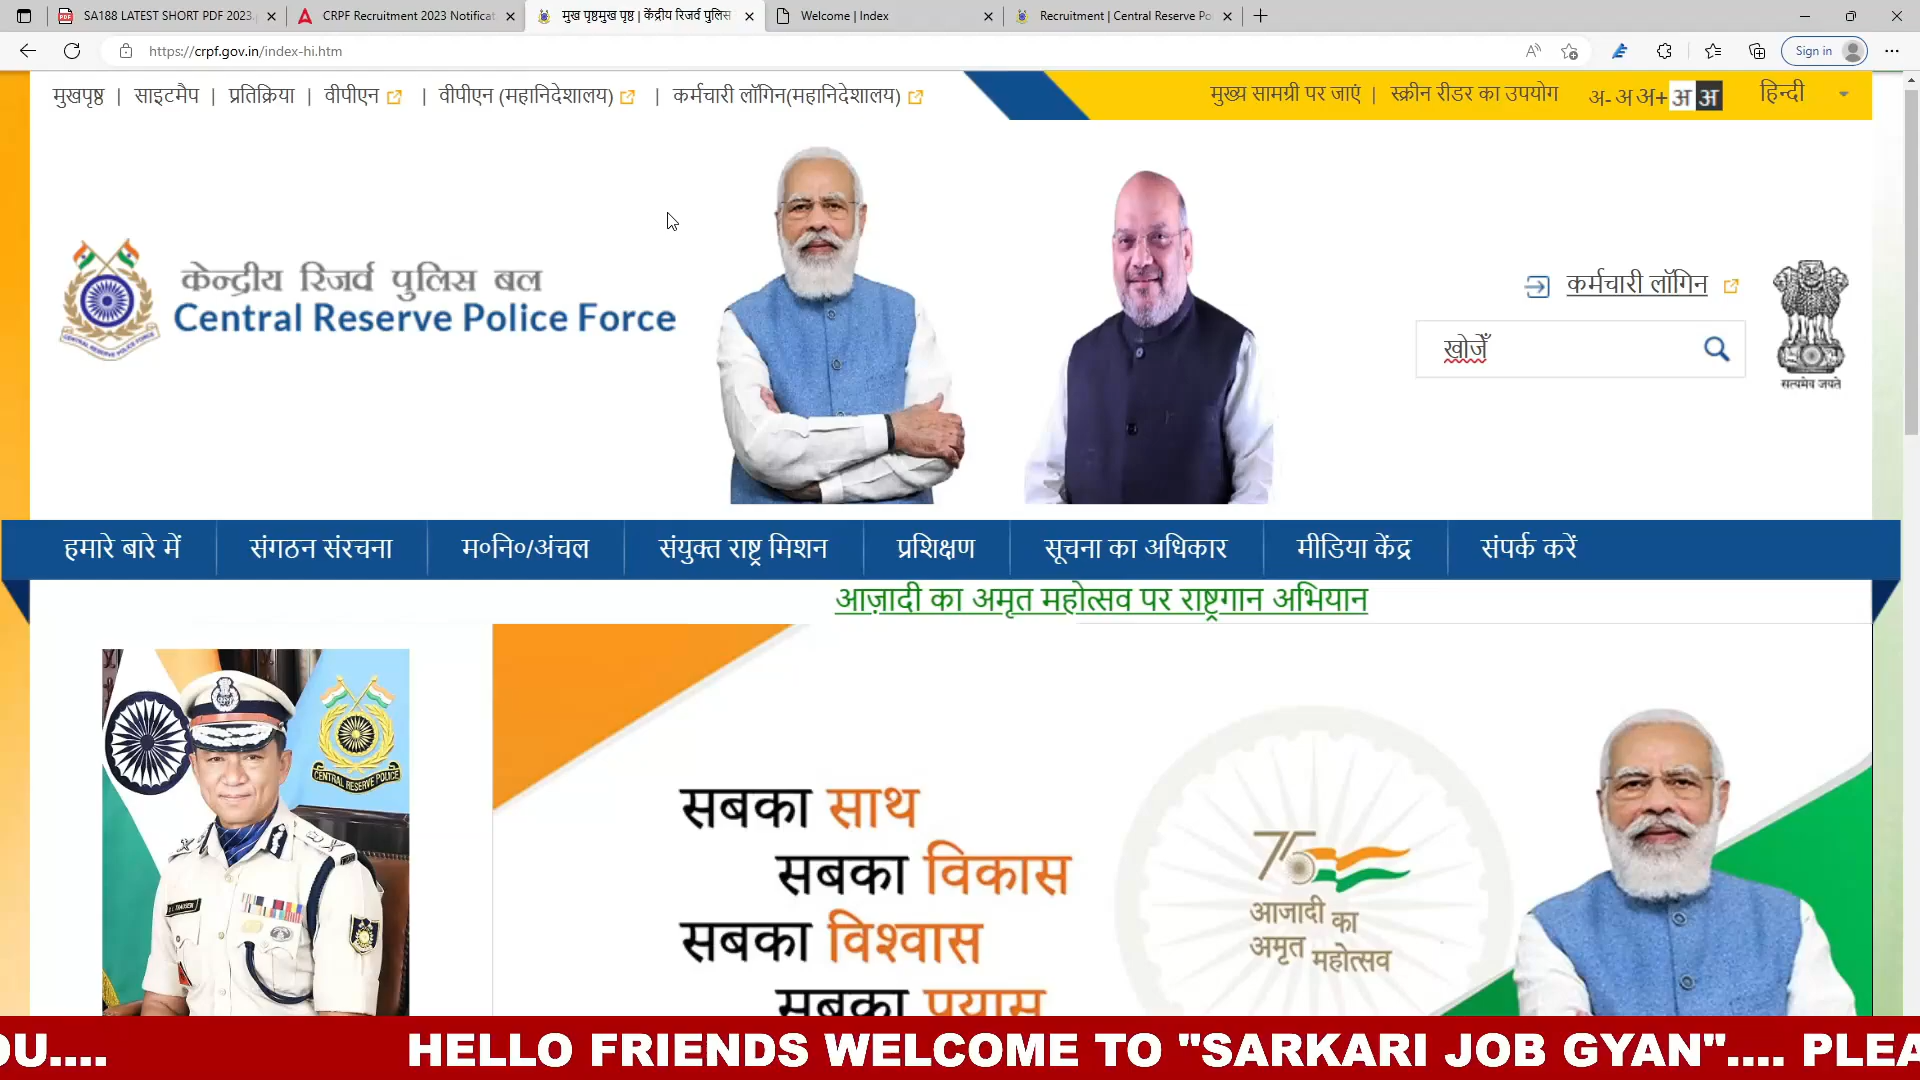 SA188 LATEST SHORT PDF 2023.
CRPF Recruitment 2023 Notificat
मुख पृष्ठमुख पृष्ठ | केंद्रीय रिजर्व पुलिस
Welcome | Index
Recruitment | Central Reserve Po
https://crpf.gov.in/index-hi.htm
Sign in
मुखपृष्ठ | साइटमैप | प्रतिक्रिया | वीपीएन | वीपीएन (महानिदेशालय) | कर्मचारी लॉगिन(महानिदेशालय)
मुख्य सामग्री पर जाएं | स्क्रीन रीडर का उपयोग अ- अ अ+ अ अ हिन्दी
केन्द्रीय रिजर्व पुलिस बल
Central Reserve Police Force
कर्मचारी लॉगिन
खोजेँ
सत्यमेव जयते
हमारे बारे में
संगठन संरचना
म०नि०/अंचल
संयुक्त राष्ट्र मिशन
प्रशिक्षण
सूचना का अधिकार
मीडिया केंद्र
संपर्क करें
आज़ादी का अमृत महोत्सव पर राष्ट्रगान अभियान
CENTRAL RESERVE POLICE
सबका साथ
सबका विकास
सबका विश्वास
सबका प्रयास
75
आजादी का
अमृत महोत्सव
OU.... HELLO FRIENDS WELCOME TO "SARKARI JOB GYAN".... PLEA